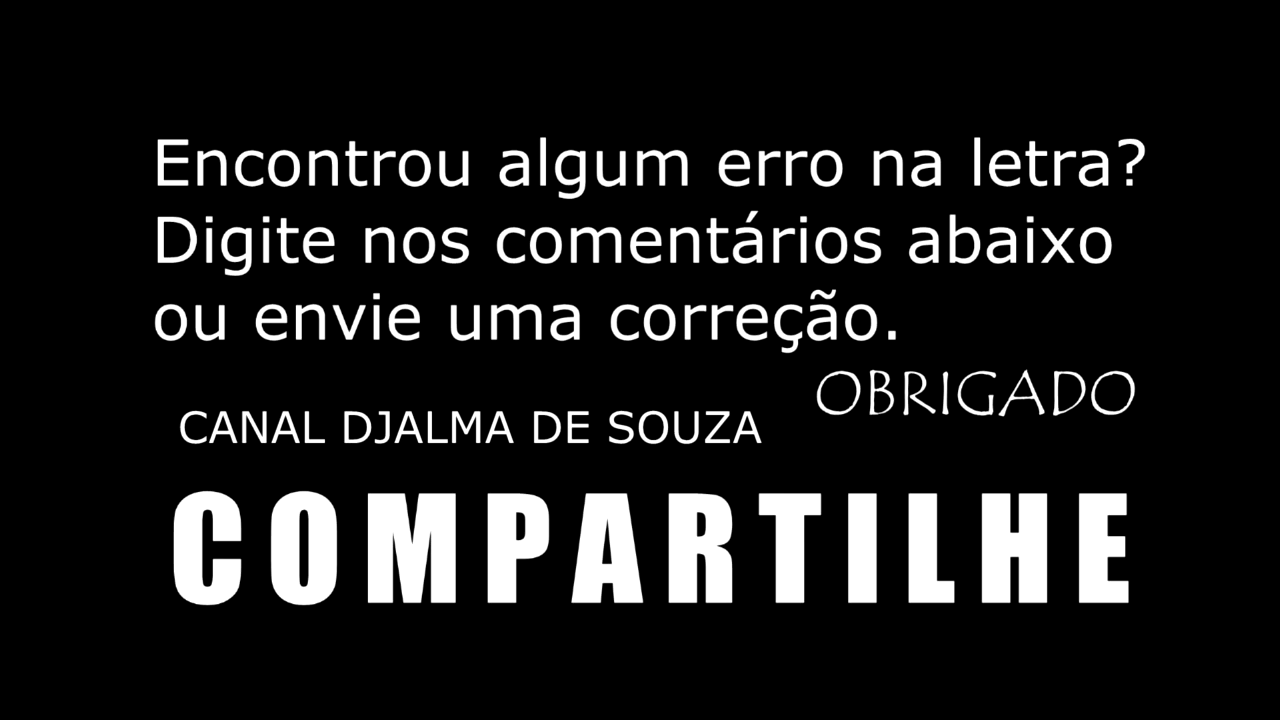 Encontrou algum erro na letra?
Digite nos comentários abaixo
ou envie uma correção.
OBRIGADO
CANAL DJALMA DE SOUZA
COMPARTILHE